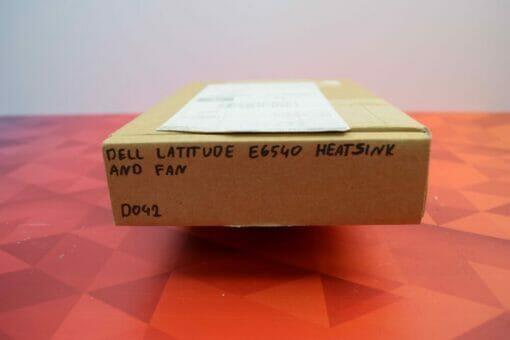 DELL LATITUDE E6540 HEATSINK
AND FAN
D042